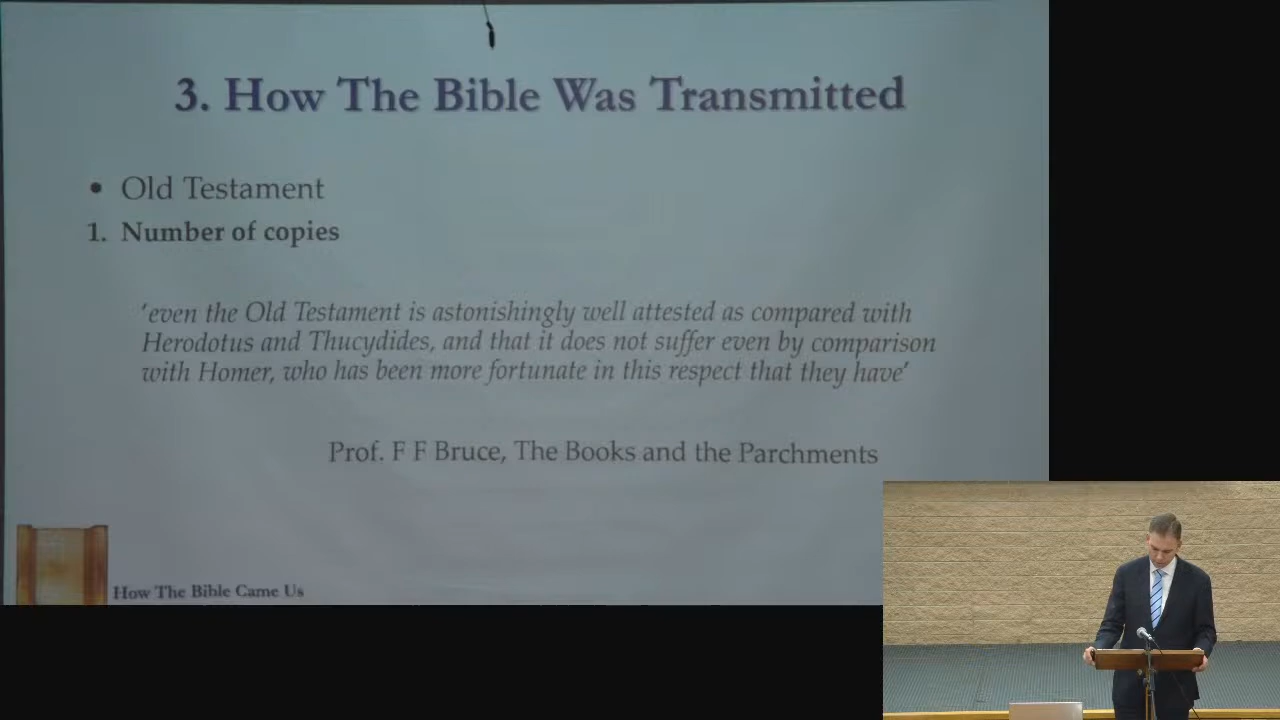 3. How The Bible Was Transmitted
• Old Testament
1. Number of copies
‘even the Old Testament is astonishingly well attested as compared with
Herodotus and Thucydides, and that it does not suffer even by comparison
with Homer, who has been more fortunate in this respect that they have’
Prof. F F Bruce, The Books and the Parchments
How The Bible Came Us